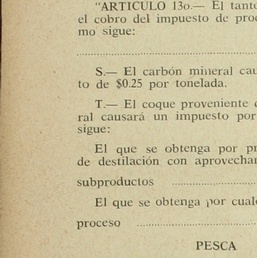 "ARTICULO 13o.— El tant
el cobro del impuesto de pro
mo sigue:
S.— El carbón mineral cau
to de $0.25 por tonelada.
T.— El coque proveniente
ral causará un impuesto por
sigue:
El que se obtenga por pr
de destilación con aprovecha
subproductos ....................
El que se obtenga por cual
proceso ....................
PESCA